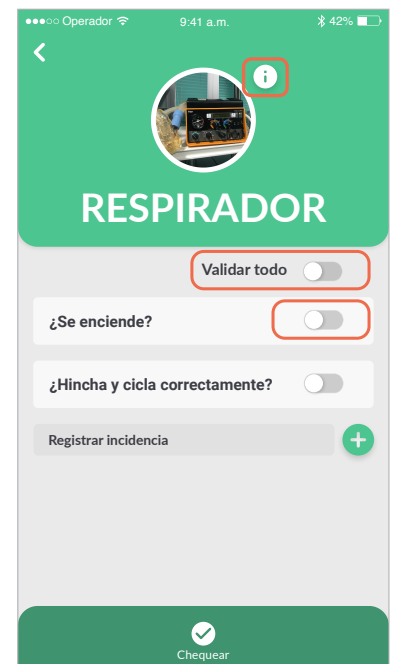 Operador
9:41 a.m.
42%
RESPIRADOR
Validar todo
¿Se enciende?
¿Hincha y cicla correctamente?
Registrar incidencia
Chequear